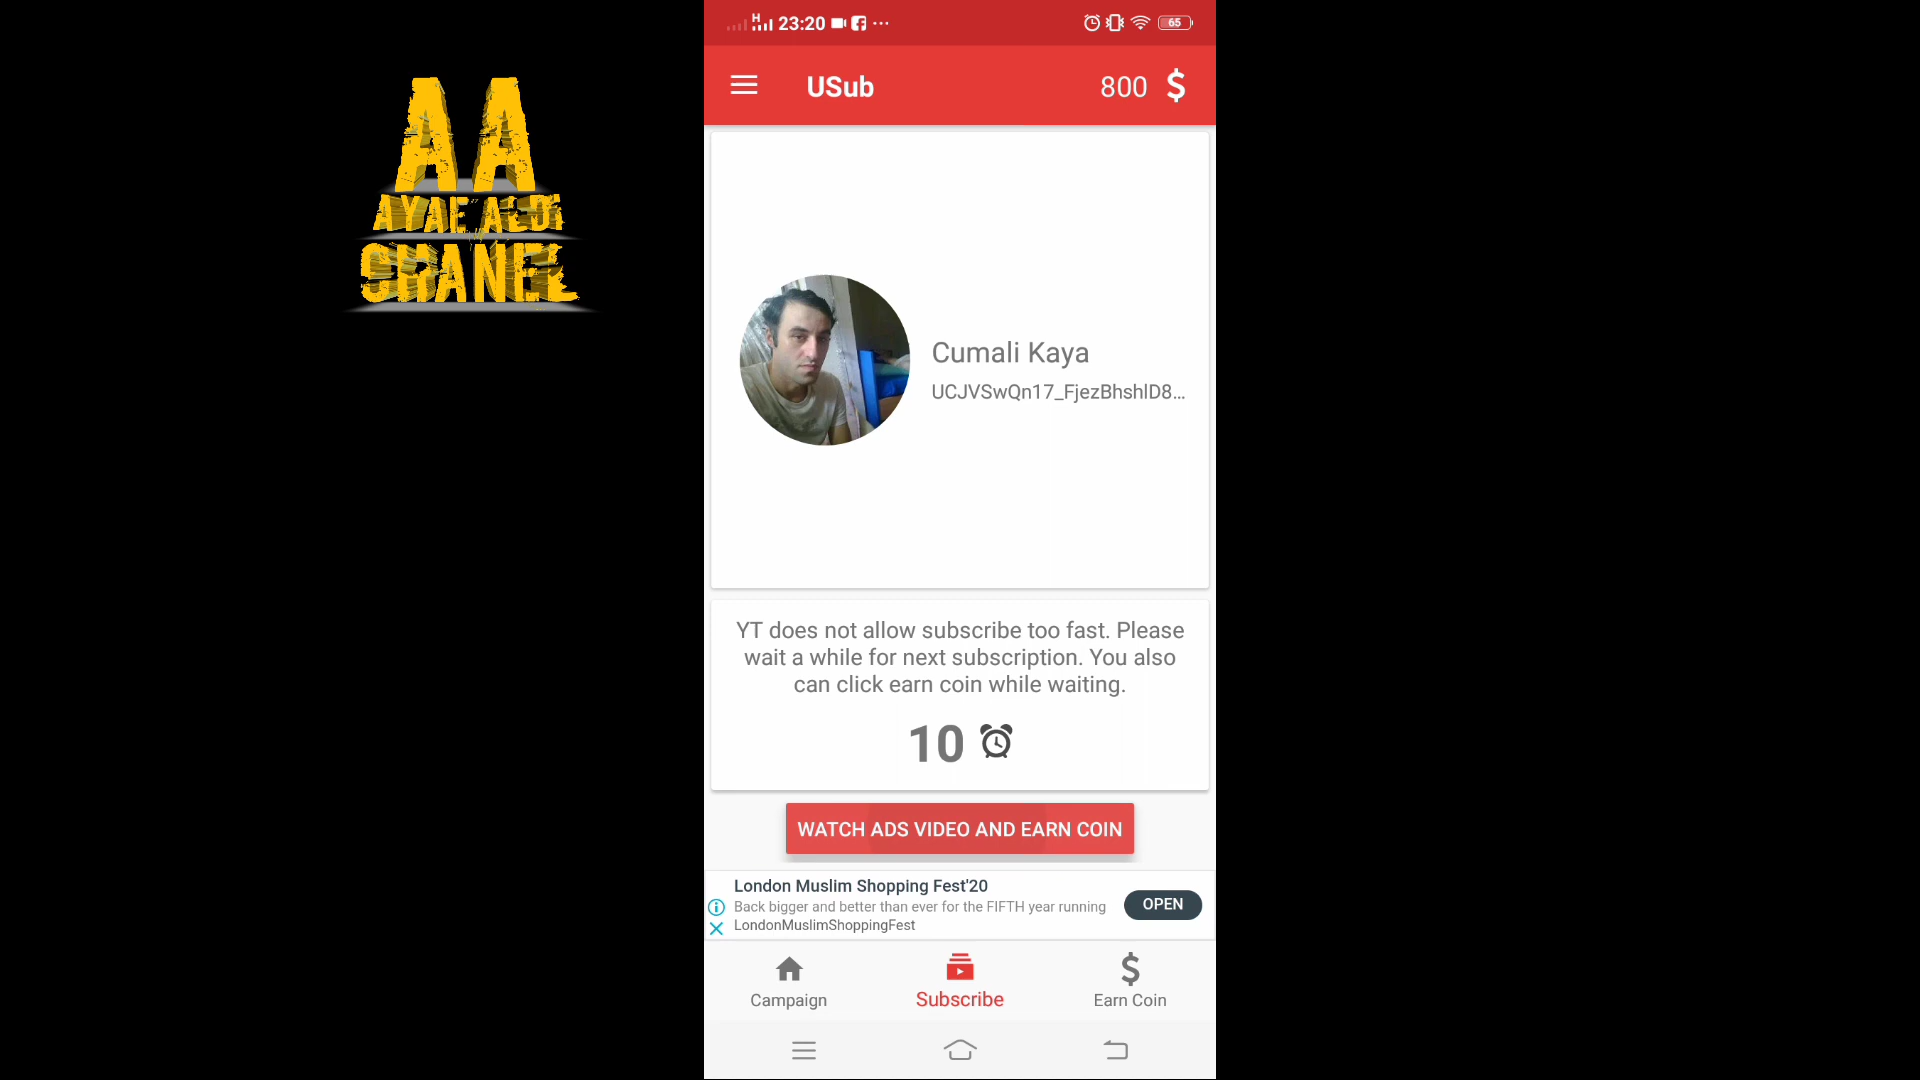 H 23:20 65
USub
800 $
AA
AYAE ALDi
CHANEL
Cumali Kaya
UCJVSwQn17_FjezBhshlD8...
YT does not allow subscribe too fast. Please
wait a while for next subscription. You also
can click earn coin while waiting.
10
WATCH ADS VIDEO AND EARN COIN
London Muslim Shopping Fest'20
Back bigger and better than ever for the FIFTH year running
LondonMuslimShoppingFest
OPEN
Campaign
Subscribe
Earn Coin